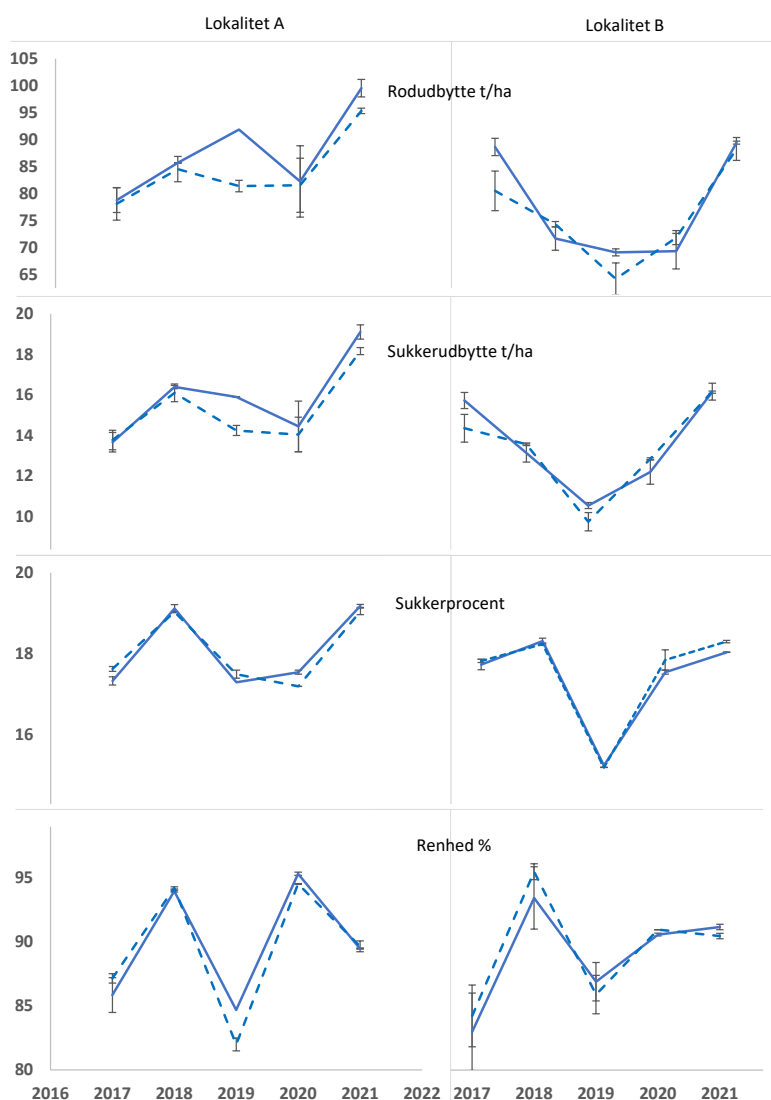 Lokalitet A
Lokalitet B
105
100
95
90
85
80
75
70
65
Rodudbytte t/ha
20
18
16
14
12
10
Sukkerudbytte t/ha
20
18
16
Sukkerprocent
95
90
85
80
Renhed %
2016 2017 2018 2019 2020 2021 2022
2017 2018 2019 2020 2021